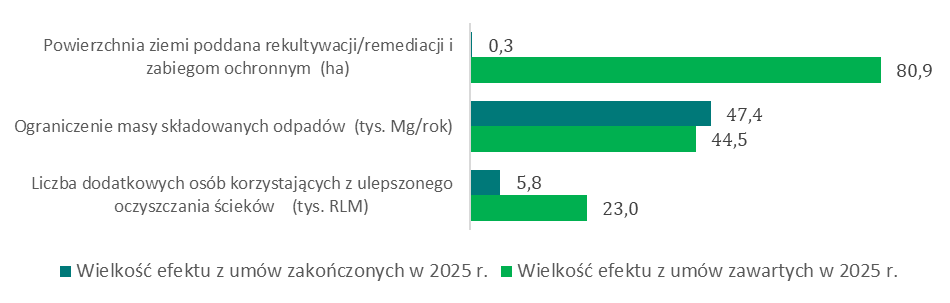 Powierzchnia ziemi poddana rekultywacji/remediacji i
zabiegom ochronnym (ha)
0,3
80,9
Ograniczenie masy składowanych odpadów (tys. Mg/rok)
47,4
44,5
Liczba dodatkowych osób korzystających z ulepszonego
oczyszczania ścieków (tys. RLM)
5,8
23,0
Wielkość efektu z umów zakończonych w 2025 r. Wielkość efektu z umów zawartych w 2025 r.